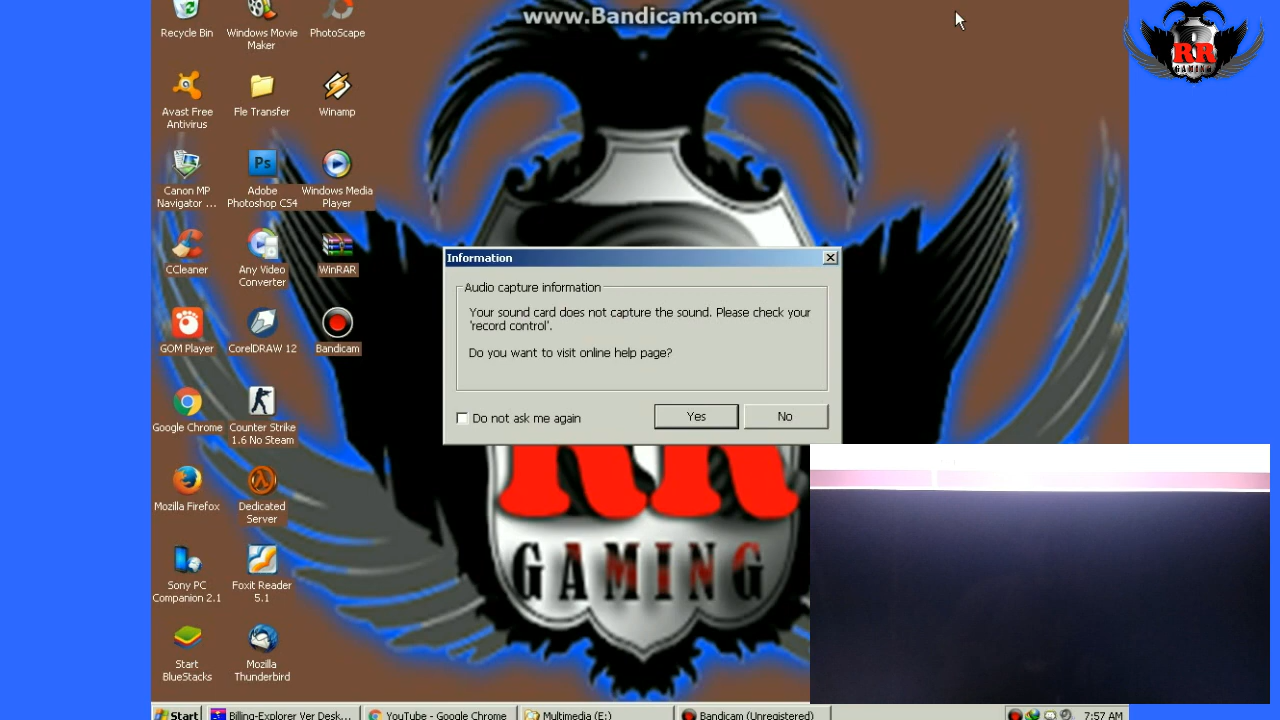 www.Bandicam.com
RR
GAMING
Recycle Bin
Windows Movie
Maker
PhotoScape
Avast Free
Antivirus
Fle Transfer
Winamp
Canon MP
Navigator ...
Ps
Adobe
Photoshop CS4
Windows Media
Player
CCleaner
Any Video
Converter
WinRAR
GOM Player
CorelDRAW 12
Bandicam
Google Chrome
Counter Strike
1.6 No Steam
Mozilla Firefox
Dedicated
Server
Sony PC
Companion 2.1
Foxit Reader
5.1
Start
BlueStacks
Mozilla
Thunderbird
Information
Audio capture information
Your sound card does not capture the sound. Please check your
'record control'.
Do you want to visit online help page?
Do not ask me again
Yes
No
RR
GAMING
Start
Billing-Explorer Ver Desk...
YouTube - Google Chrome
Multimedia (E:)
Bandicam (Unregistered)
7:57 AM